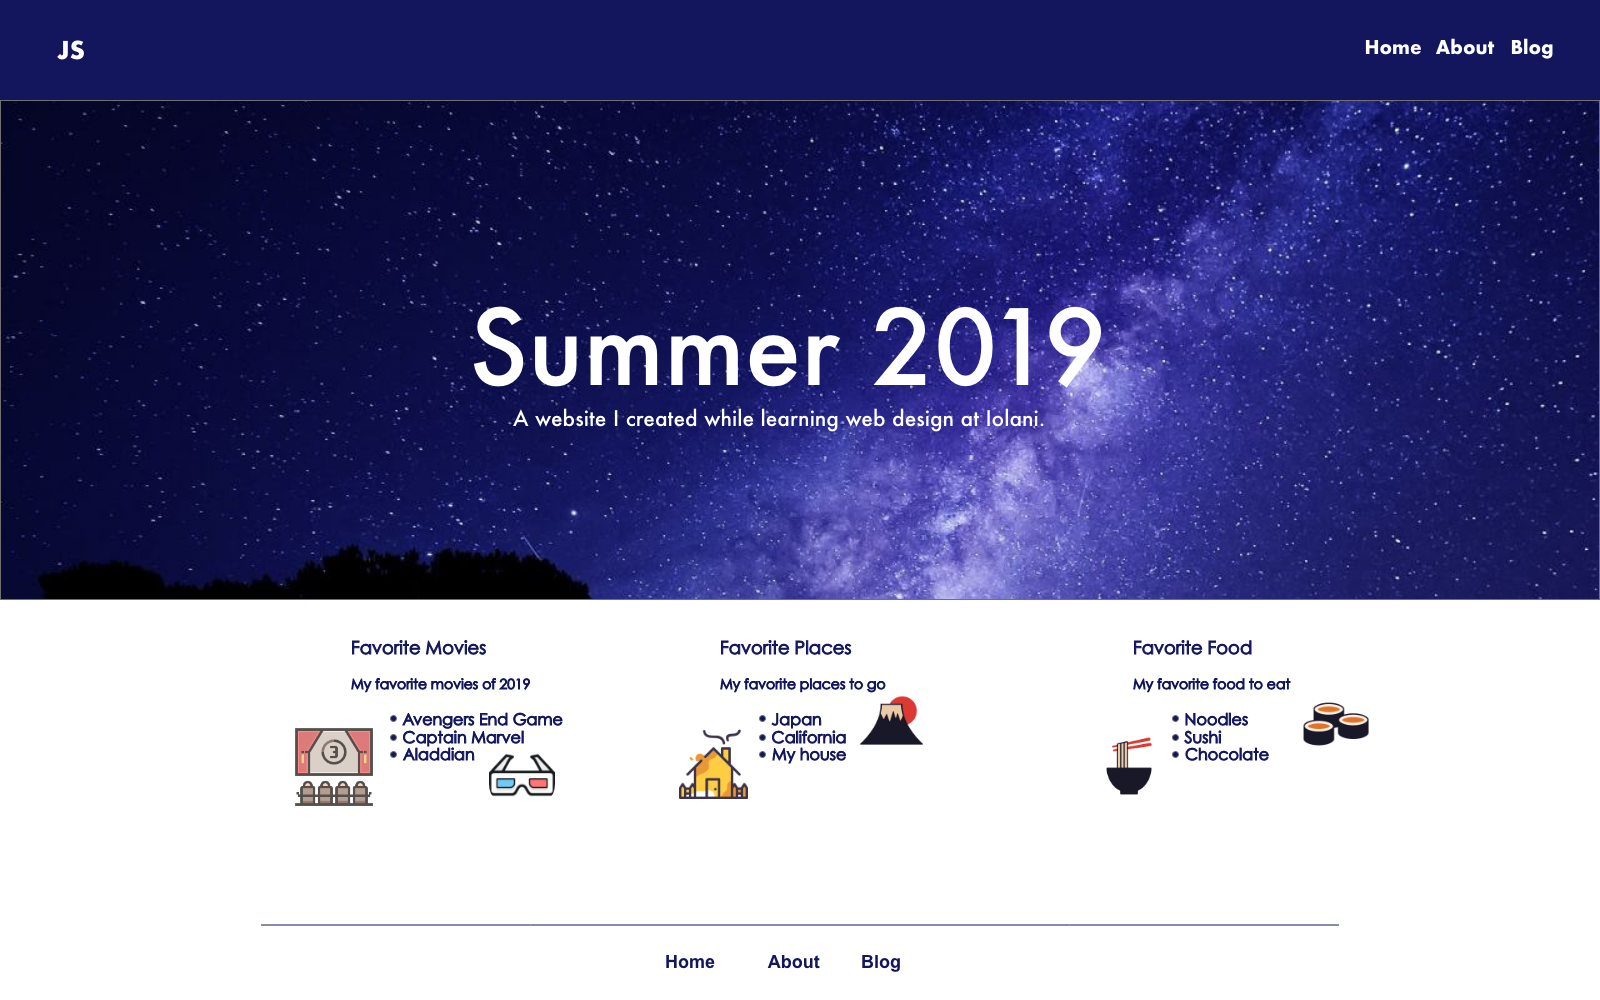 JS
Home About Blog
Summer 2019
A website I created while learning web design at Iolani.
Favorite Movies
My favorite movies of 2019
Avengers End Game
Captain Marvel
Aladdian
3
Favorite Places
My favorite places to go
Japan
California
My house
Favorite Food
My favorite food to eat
Noodles
Sushi
Chocolate
Home About Blog